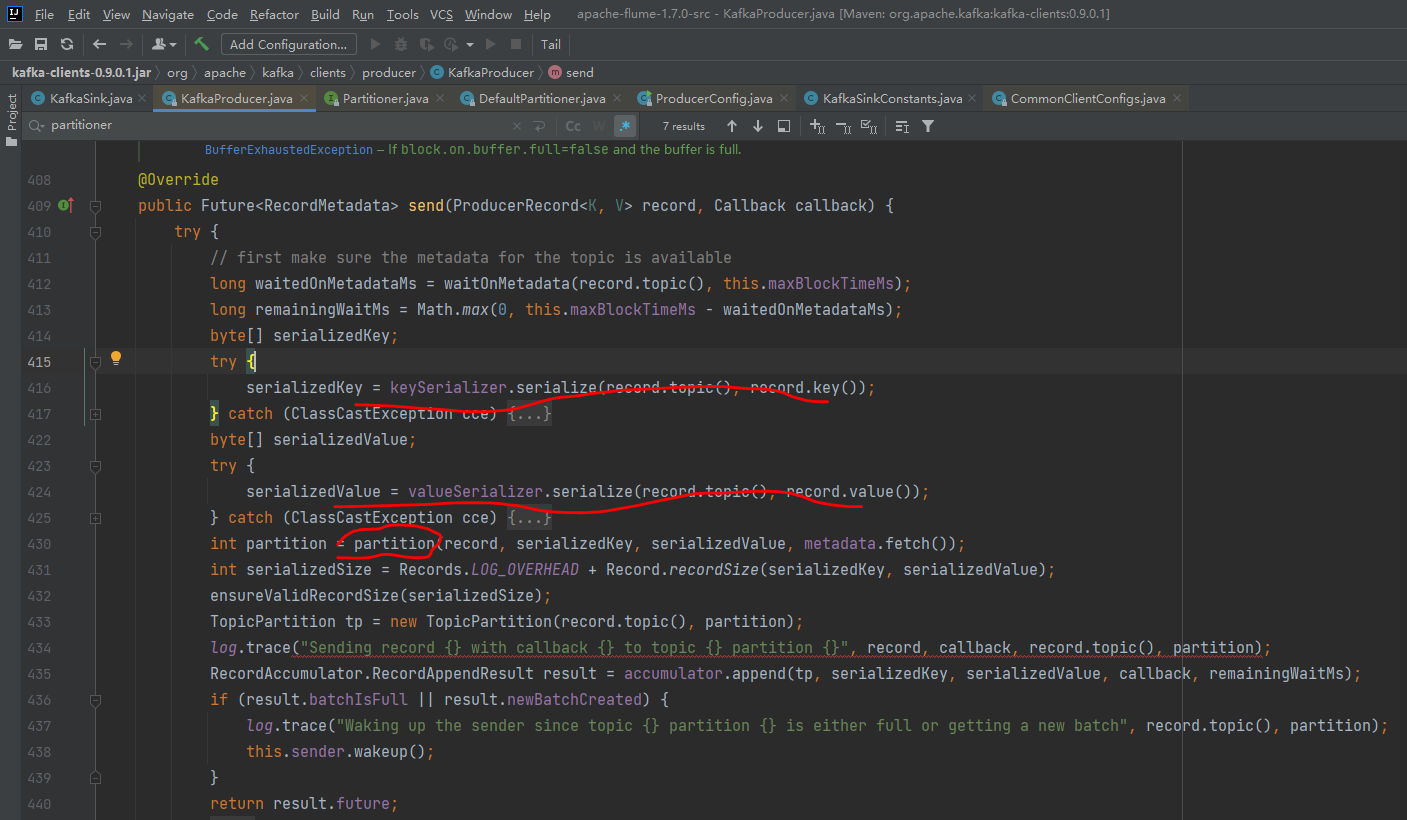 File Edit View Navigate Code Refactor Build Run Tools VCS Window Help apache-flume-1.7.0-src - KafkaProducer.java [Maven: org.apache.kafka:kafka-clients:0.9.0.1]
Add Configuration... Tail
kafka-clients-0.9.0.1.jar org apache kafka clients producer C KafkaProducer m send
Project
C KafkaSink.java C KafkaProducer.java I Partitioner.java C DefaultPartitioner.java C ProducerConfig.java C KafkaSinkConstants.java C CommonClientConfigs.java
partitioner Cc W .* 7 results
BufferExhaustedException – If block.on.buffer.full=false and the buffer is full.
408 @Override
409 public Future<RecordMetadata> send(ProducerRecord<K, V> record, Callback callback) {
410 try {
411 // first make sure the metadata for the topic is available
412 long waitedOnMetadataMs = waitOnMetadata(record.topic(), this.maxBlockTimeMs);
413 long remainingWaitMs = Math.max(0, this.maxBlockTimeMs - waitedOnMetadataMs);
414 byte[] serializedKey;
415 try {
416 serializedKey = keySerializer.serialize(record.topic(), record.key());
417 } catch (ClassCastException cce) {...}
422 byte[] serializedValue;
423 try {
424 serializedValue = valueSerializer.serialize(record.topic(), record.value());
425 } catch (ClassCastException cce) {...}
430 int partition = partition(record, serializedKey, serializedValue, metadata.fetch());
431 int serializedSize = Records.LOG_OVERHEAD + Record.recordSize(serializedKey, serializedValue);
432 ensureValidRecordSize(serializedSize);
433 TopicPartition tp = new TopicPartition(record.topic(), partition);
434 log.trace("Sending record {} with callback {} to topic {} partition {}", record, callback, record.topic(), partition);
435 RecordAccumulator.RecordAppendResult result = accumulator.append(tp, serializedKey, serializedValue, callback, remainingWaitMs);
436 if (result.batchIsFull || result.newBatchCreated) {
437 log.trace("Waking up the sender since topic {} partition {} is either full or getting a new batch", record.topic(), partition);
438 this.sender.wakeup();
439 }
440 return result.future;